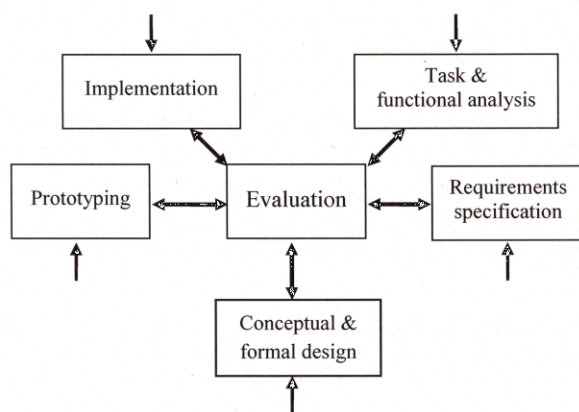 Implementation
Task &
functional analysis
Prototyping
Evaluation
Requirements
specification
Conceptual &
formal design